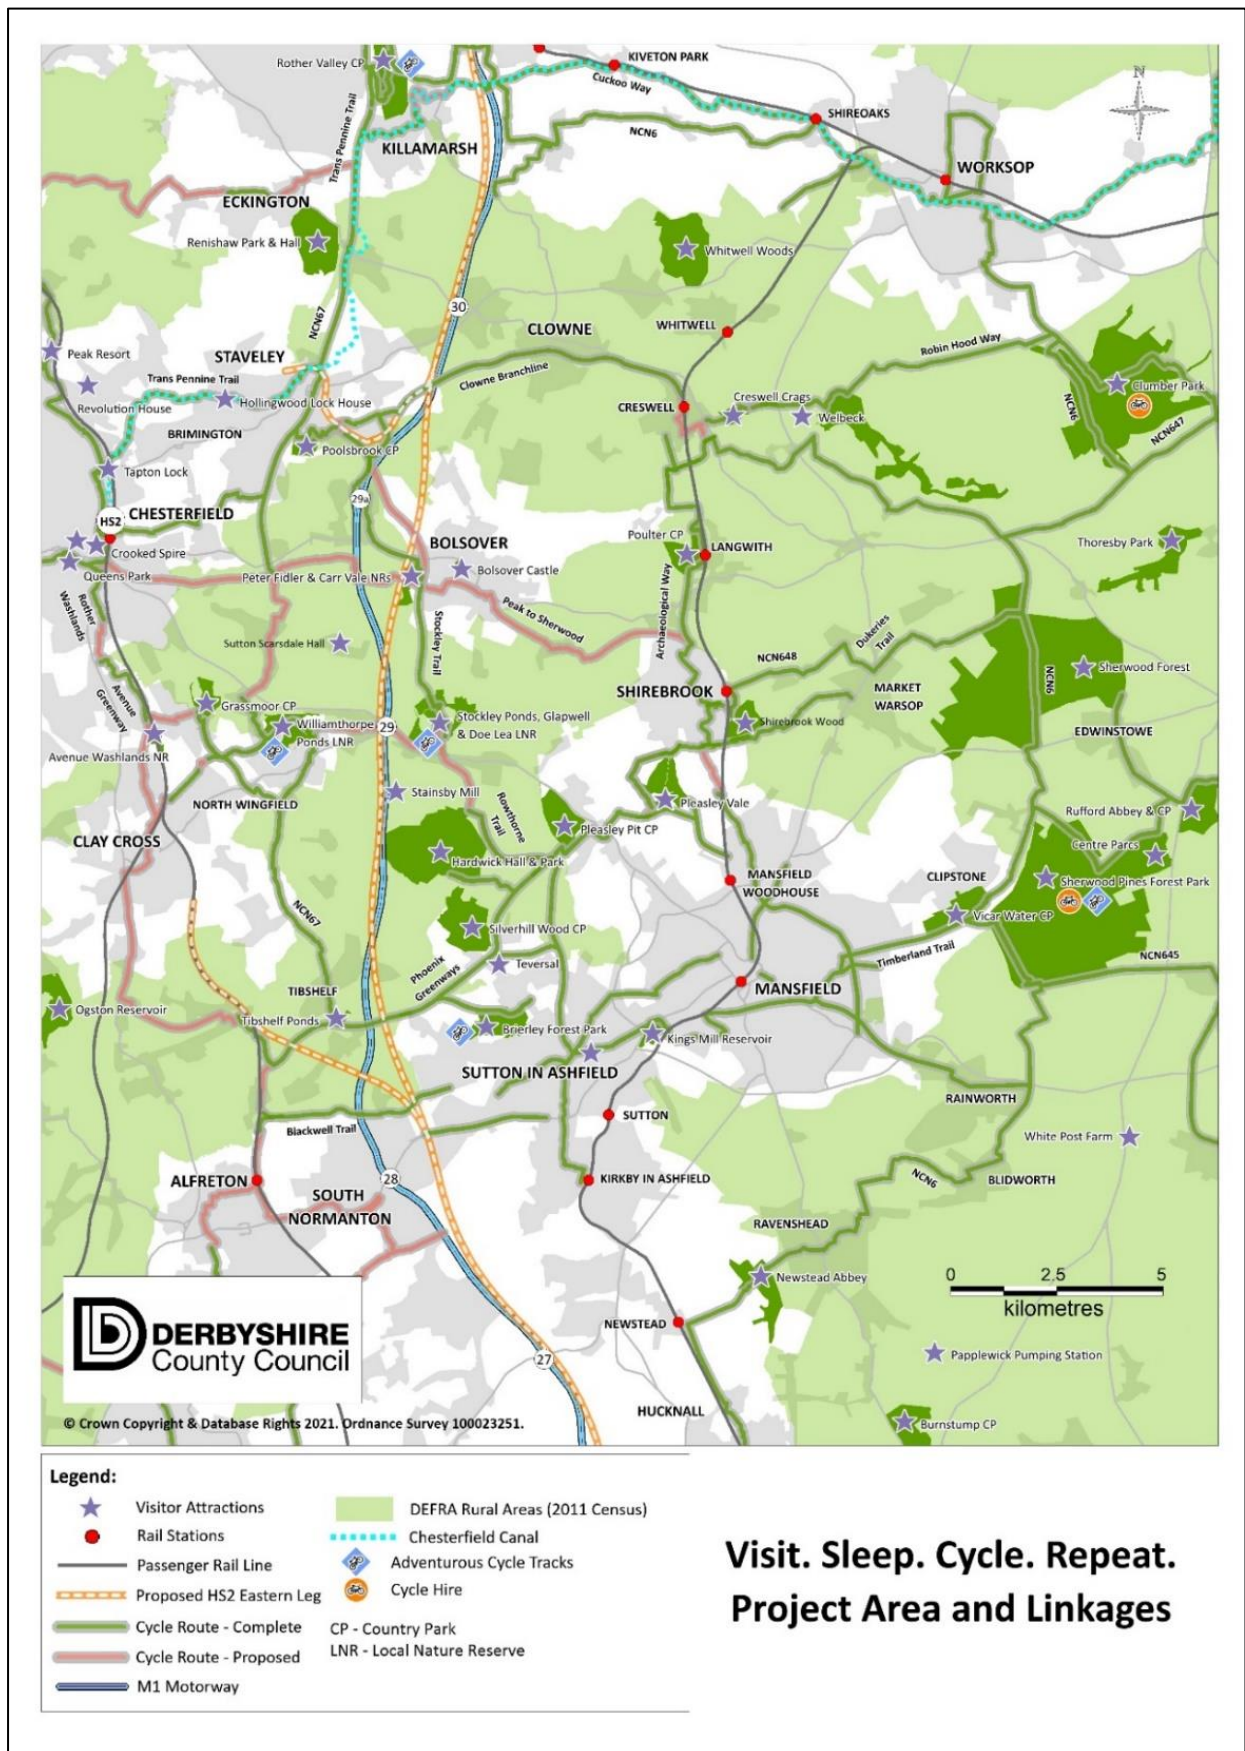 Rother Valley CP
KIVETON PARK
Cuckoo Way
SHIREOAKS
NCN6
Trans Pennine Trail
KILLAMARSH
WORKSOP
N
ECKINGTON
Renishaw Park & Hall
Whitwell Woods
30
NCN67
CLOWNE
WHITWELL
Robin Hood Way
Peak Resort
STAVELEY
Trans Pennine Trail
Clowne Branchline
Clumber Park
Revolution House
Hollingwood Lock House
CRESWELL
Creswell Crags
Welbeck
NCN6
NCN647
BRIMINGTON
Poolsbrook CP
Tapton Lock
29a
HS2
CHESTERFIELD
BOLSOVER
Poulter CP
LANGWITH
Thoresby Park
Crooked Spire
Queens Park
Peter Fidler & Carr Vale NRs
Bolsover Castle
Rother
Washlands
Peak to Sherwood
Archaeological Way
Stockley Trail
Sutton Scarsdale Hall
Dukeries
Trail
NCN648
NCN6
Sherwood Forest
Avenue
Greenway
SHIREBROOK
MARKET
WARSOP
Grassmoor CP
Williamthorpe
Ponds LNR
29
Stockley Ponds, Glapwell
& Doe Lea LNR
Shirebrook Wood
EDWINSTOWE
Avenue Washlands NR
Stainsby Mill
NORTH WINGFIELD
Rowthorne
Trail
Pleasley Vale
Rufford Abbey & CP
CLAY CROSS
Pleasley Pit CP
Centre Parcs
Hardwick Hall & Park
MANSFIELD
WOODHOUSE
CLIPSTONE
Sherwood Pines Forest Park
NCN67
Vicar Water CP
Silverhill Wood CP
Timberland Trail
NCN645
Phoenix
Greenways
Teversal
MANSFIELD
TIBSHELF
Ogston Reservoir
Tibshelf Ponds
Brierley Forest Park
Kings Mill Reservoir
SUTTON IN ASHFIELD
RAINWORTH
SUTTON
Blackwell Trail
White Post Farm
28
ALFRETON
KIRKBY IN ASHFIELD
NCN6
BLIDWORTH
SOUTH
NORMANTON
RAVENSHEAD
Newstead Abbey
0 2.5 5
kilometres
DERBYSHIRE
County Council
NEWSTEAD
27
Papplewick Pumping Station
HUCKNALL
Burnstump CP
© Crown Copyright & Database Rights 2021. Ordnance Survey 100023251.
Legend:
Visitor Attractions
Rail Stations
Passenger Rail Line
Proposed HS2 Eastern Leg
Cycle Route - Complete
Cycle Route - Proposed
M1 Motorway
DEFRA Rural Areas (2011 Census)
Chesterfield Canal
Adventurous Cycle Tracks
Cycle Hire
CP - Country Park
LNR - Local Nature Reserve
Visit. Sleep. Cycle. Repeat.
Project Area and Linkages